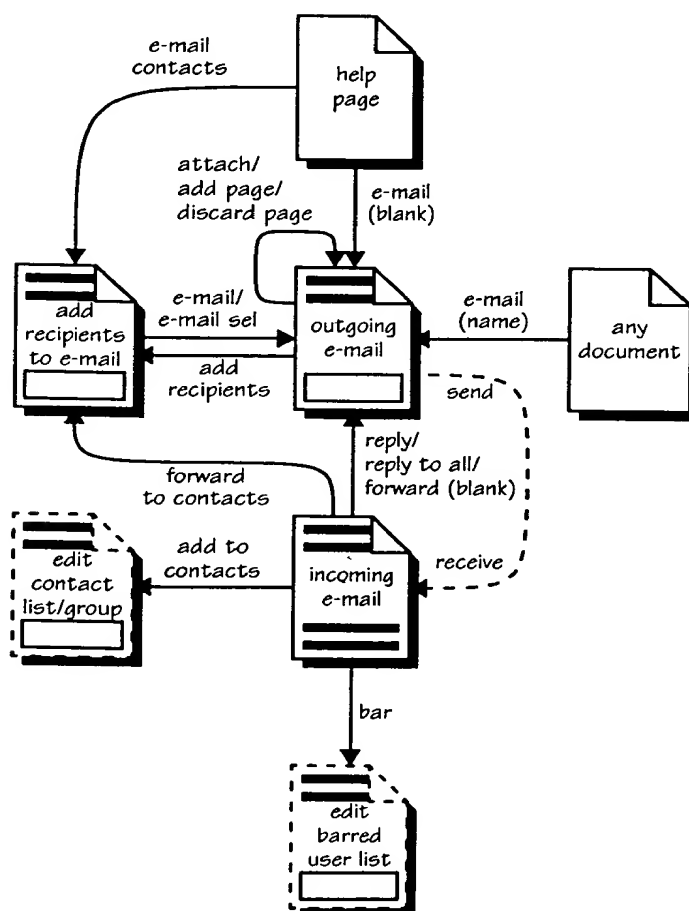 e-mail
contacts
help
page
attach/
add page/
discard page
e-mail
(blank)
add
recipients
to e-mail
e-mail/
e-mail sel
add
recipients
outgoing
e-mail
e-mail
(name)
any
document
send
reply/
reply to all/
forward (blank)
forward
to contacts
edit
contact
list/group
add to
contacts
incoming
e-mail
receive
bar
edit
barred
user list